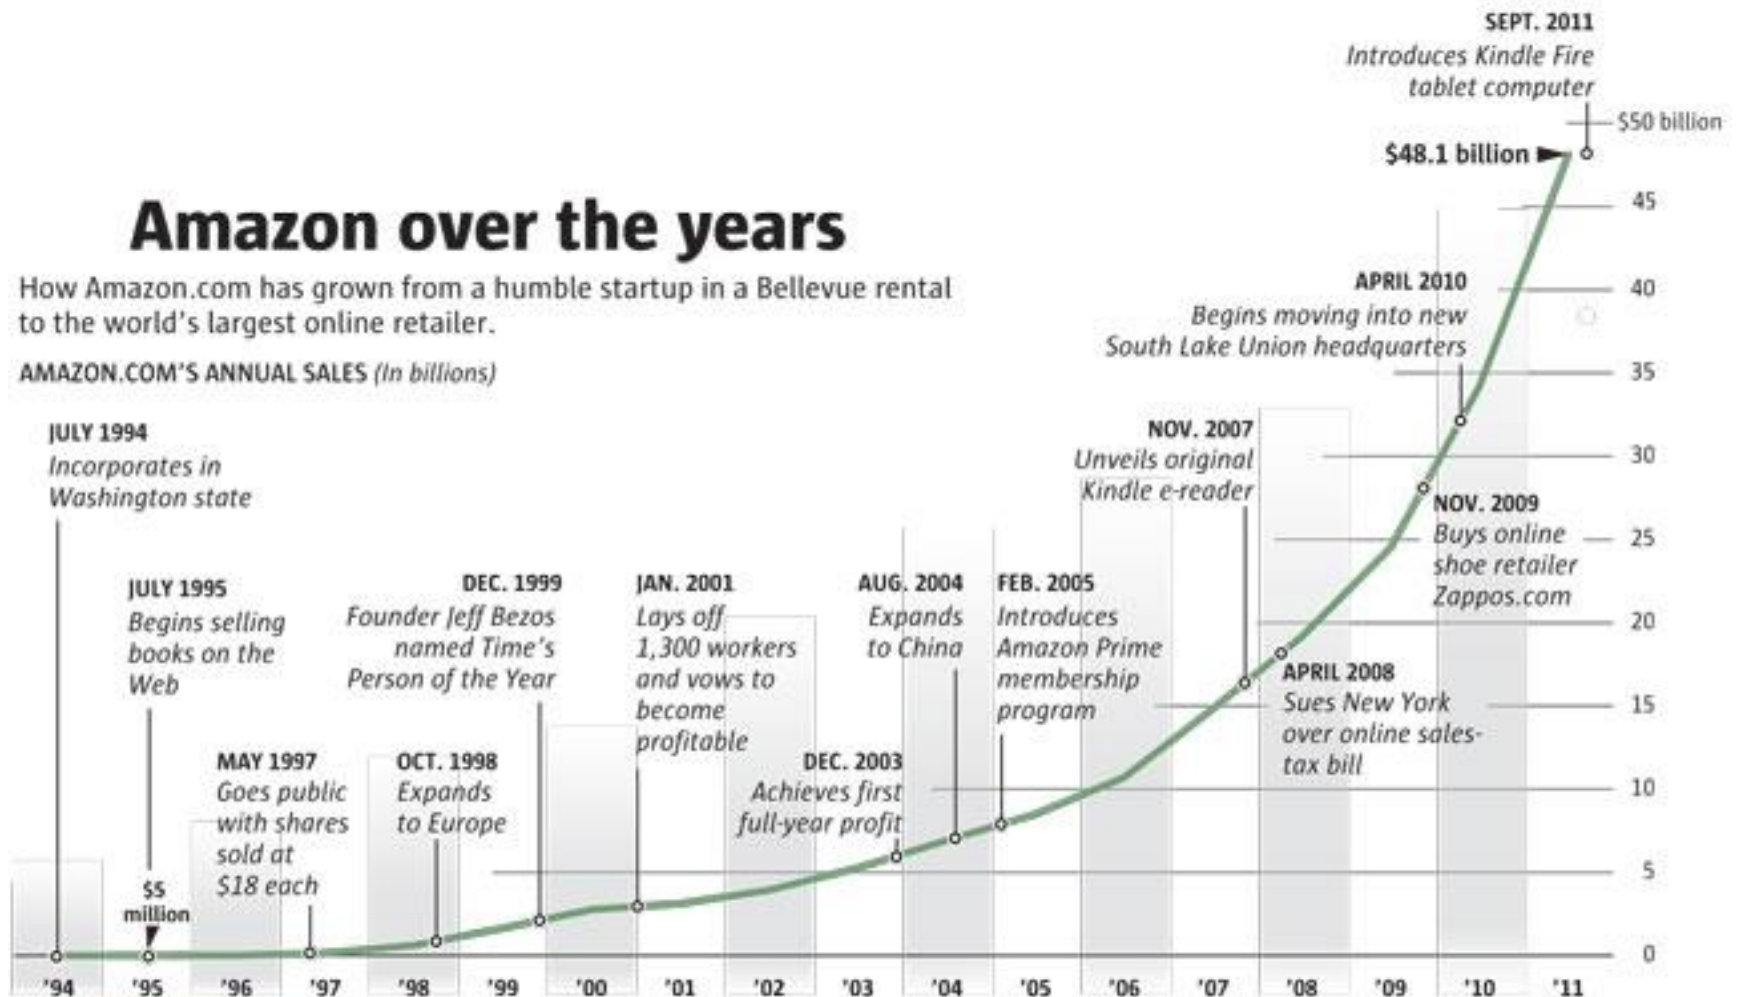 Amazon over the years
How Amazon.com has grown from a humble startup in a Bellevue rental
to the world's largest online retailer.
AMAZON.COM'S ANNUAL SALES (In billions)
JULY 1994
Incorporates in
Washington state
JULY 1995
Begins selling
books on the
Web
$5
million
MAY 1997
Goes public
with shares
sold at
$18 each
OCT. 1998
Expands
to Europe
DEC. 1999
Founder Jeff Bezos
named Time's
Person of the Year
JAN. 2001
Lays off
1,300 workers
and vows to
become
profitable
DEC. 2003
Achieves first
full-year profit
AUG. 2004
Expands
to China
FEB. 2005
Introduces
Amazon Prime
membership
program
NOV. 2007
Unveils original
Kindle e-reader
APRIL 2008
Sues New York
over online sales-
tax bill
NOV. 2009
Buys online
shoe retailer
Zappos.com
APRIL 2010
Begins moving into new
South Lake Union headquarters
SEPT. 2011
Introduces Kindle Fire
tablet computer
$48.1 billion
$50 billion
45
40
35
30
25
20
15
10
5
0
'94 '95 '96 '97 '98 '99 '00 '01 '02 '03 '04 '05 '06 '07 '08 '09 '10 '11